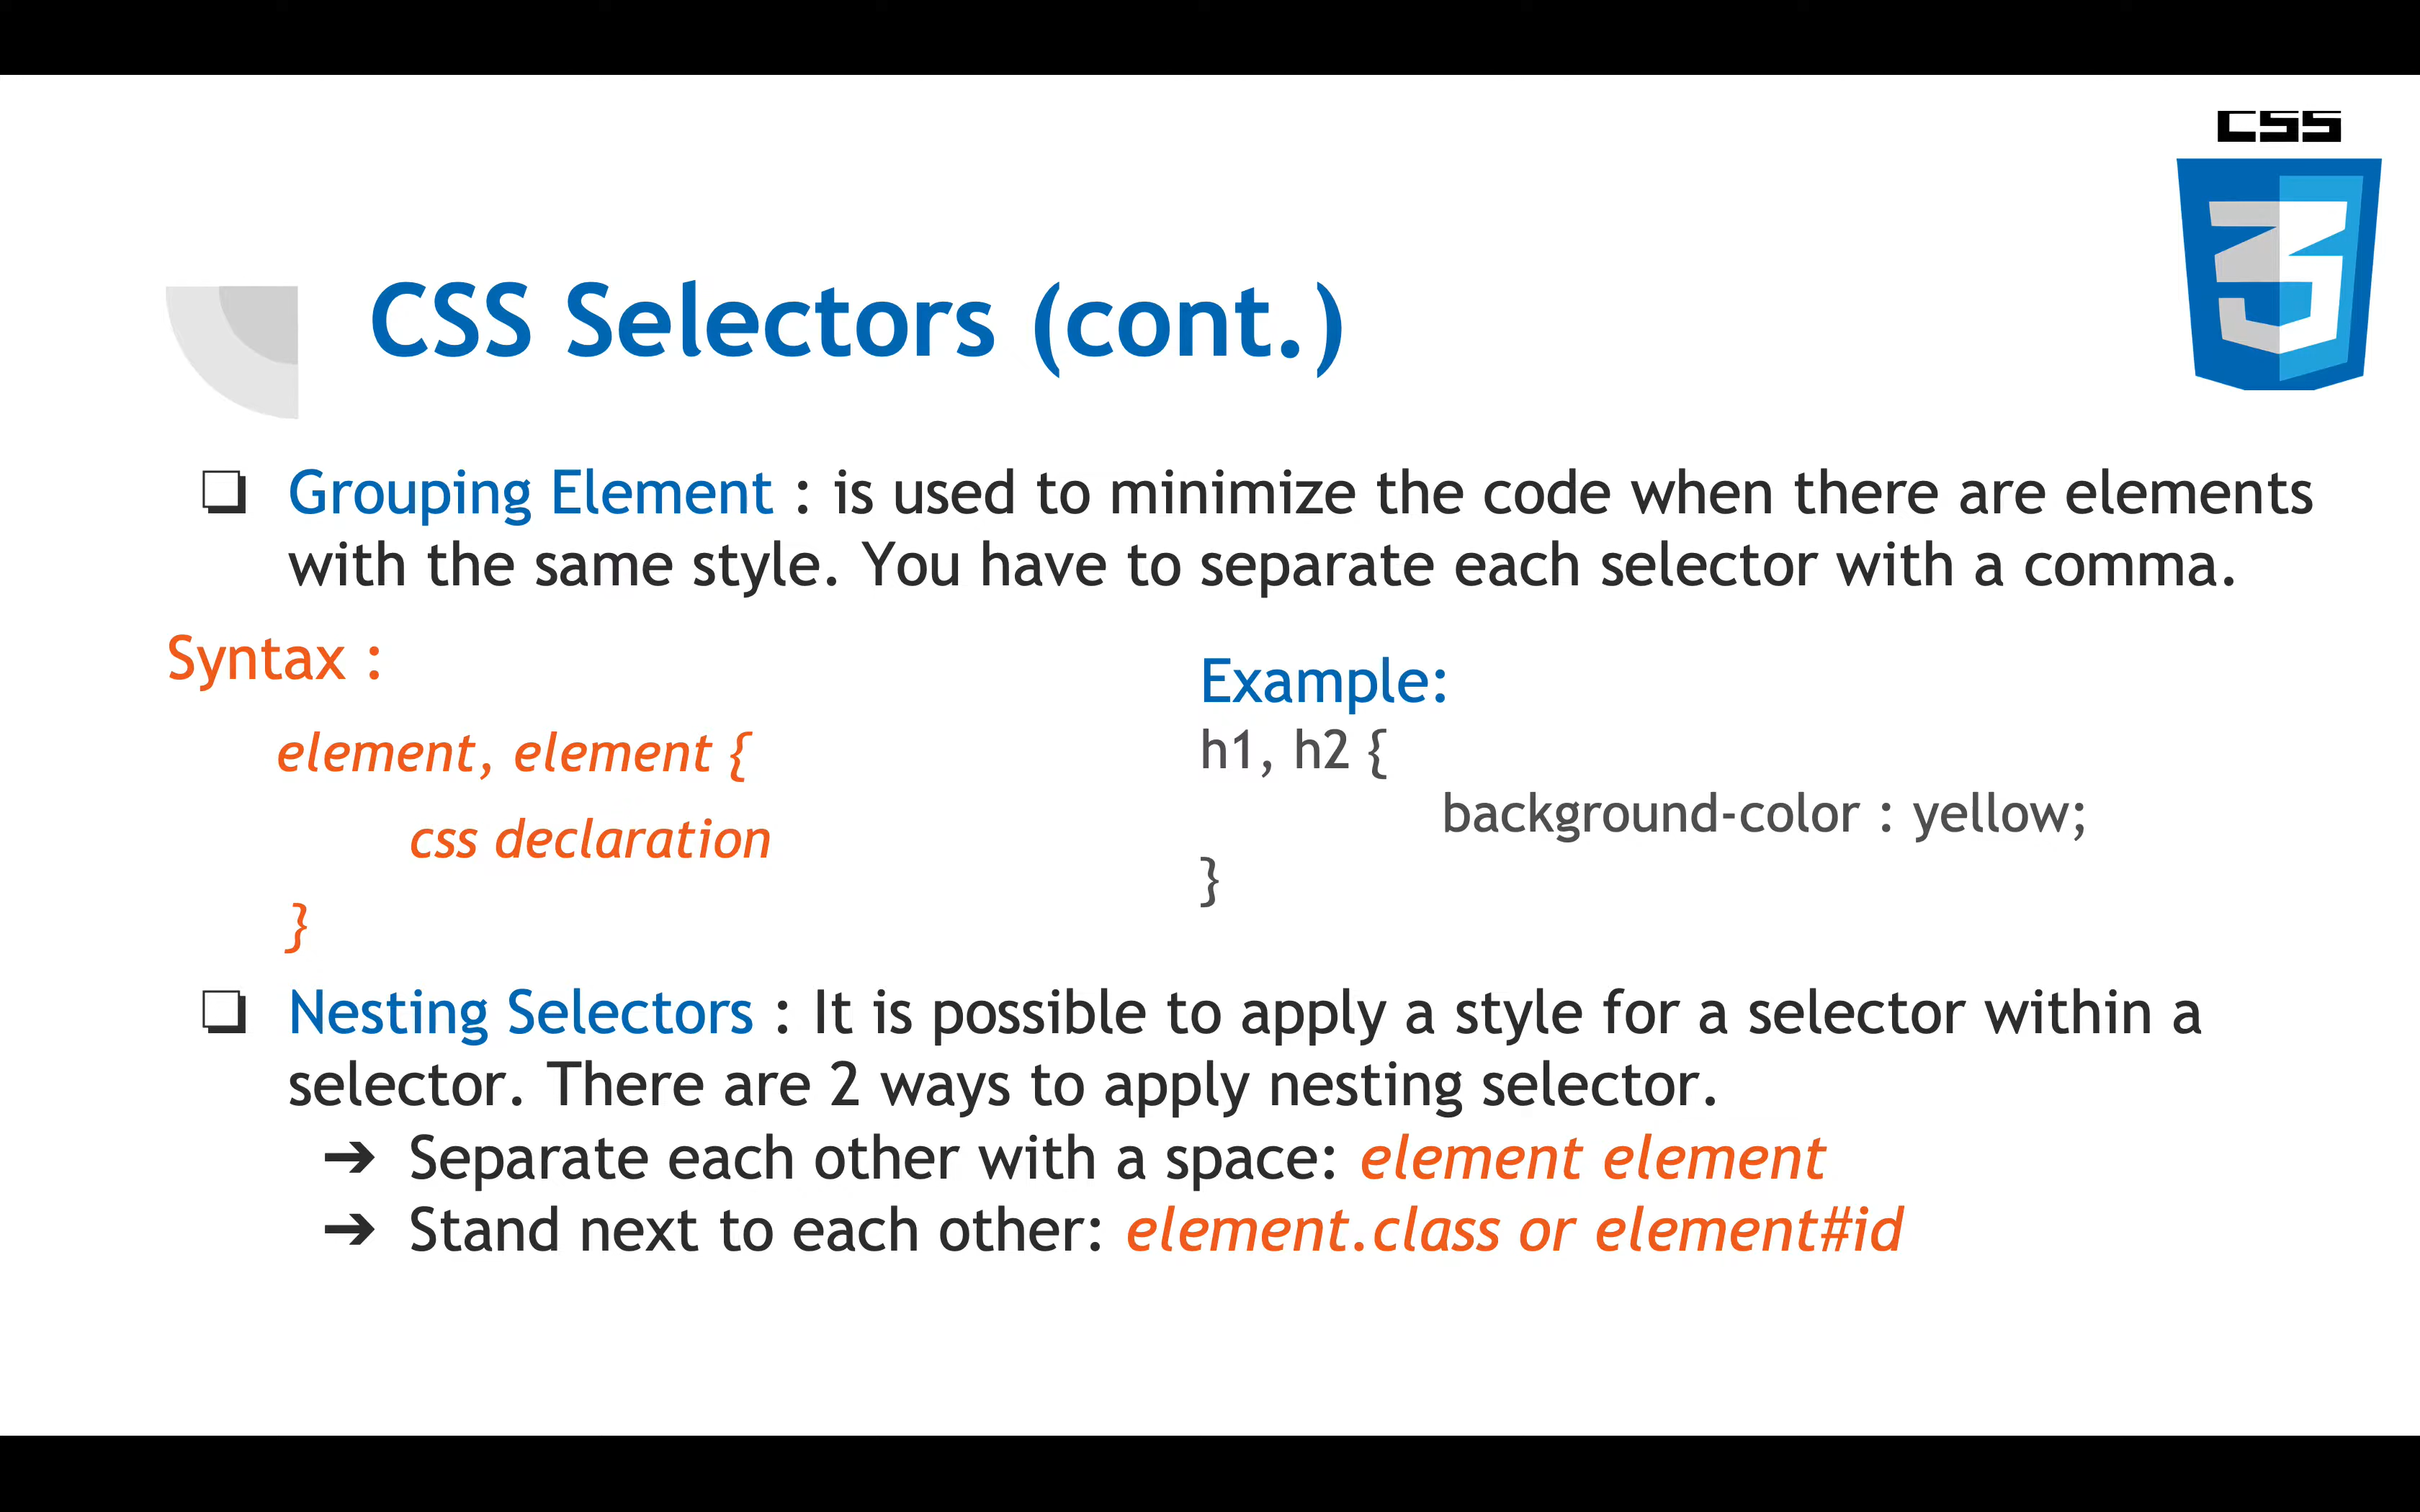 CSS
CSS Selectors (cont.)
❑ Grouping Element : is used to minimize the code when there are elements
with the same style. You have to separate each selector with a comma.
Syntax :
element, element {
css declaration
}
Example:
h1, h2 {
background-color : yellow;
}
❑ Nesting Selectors : It is possible to apply a style for a selector within a
selector. There are 2 ways to apply nesting selector.
➔ Separate each other with a space: element element
➔ Stand next to each other: element.class or element#id